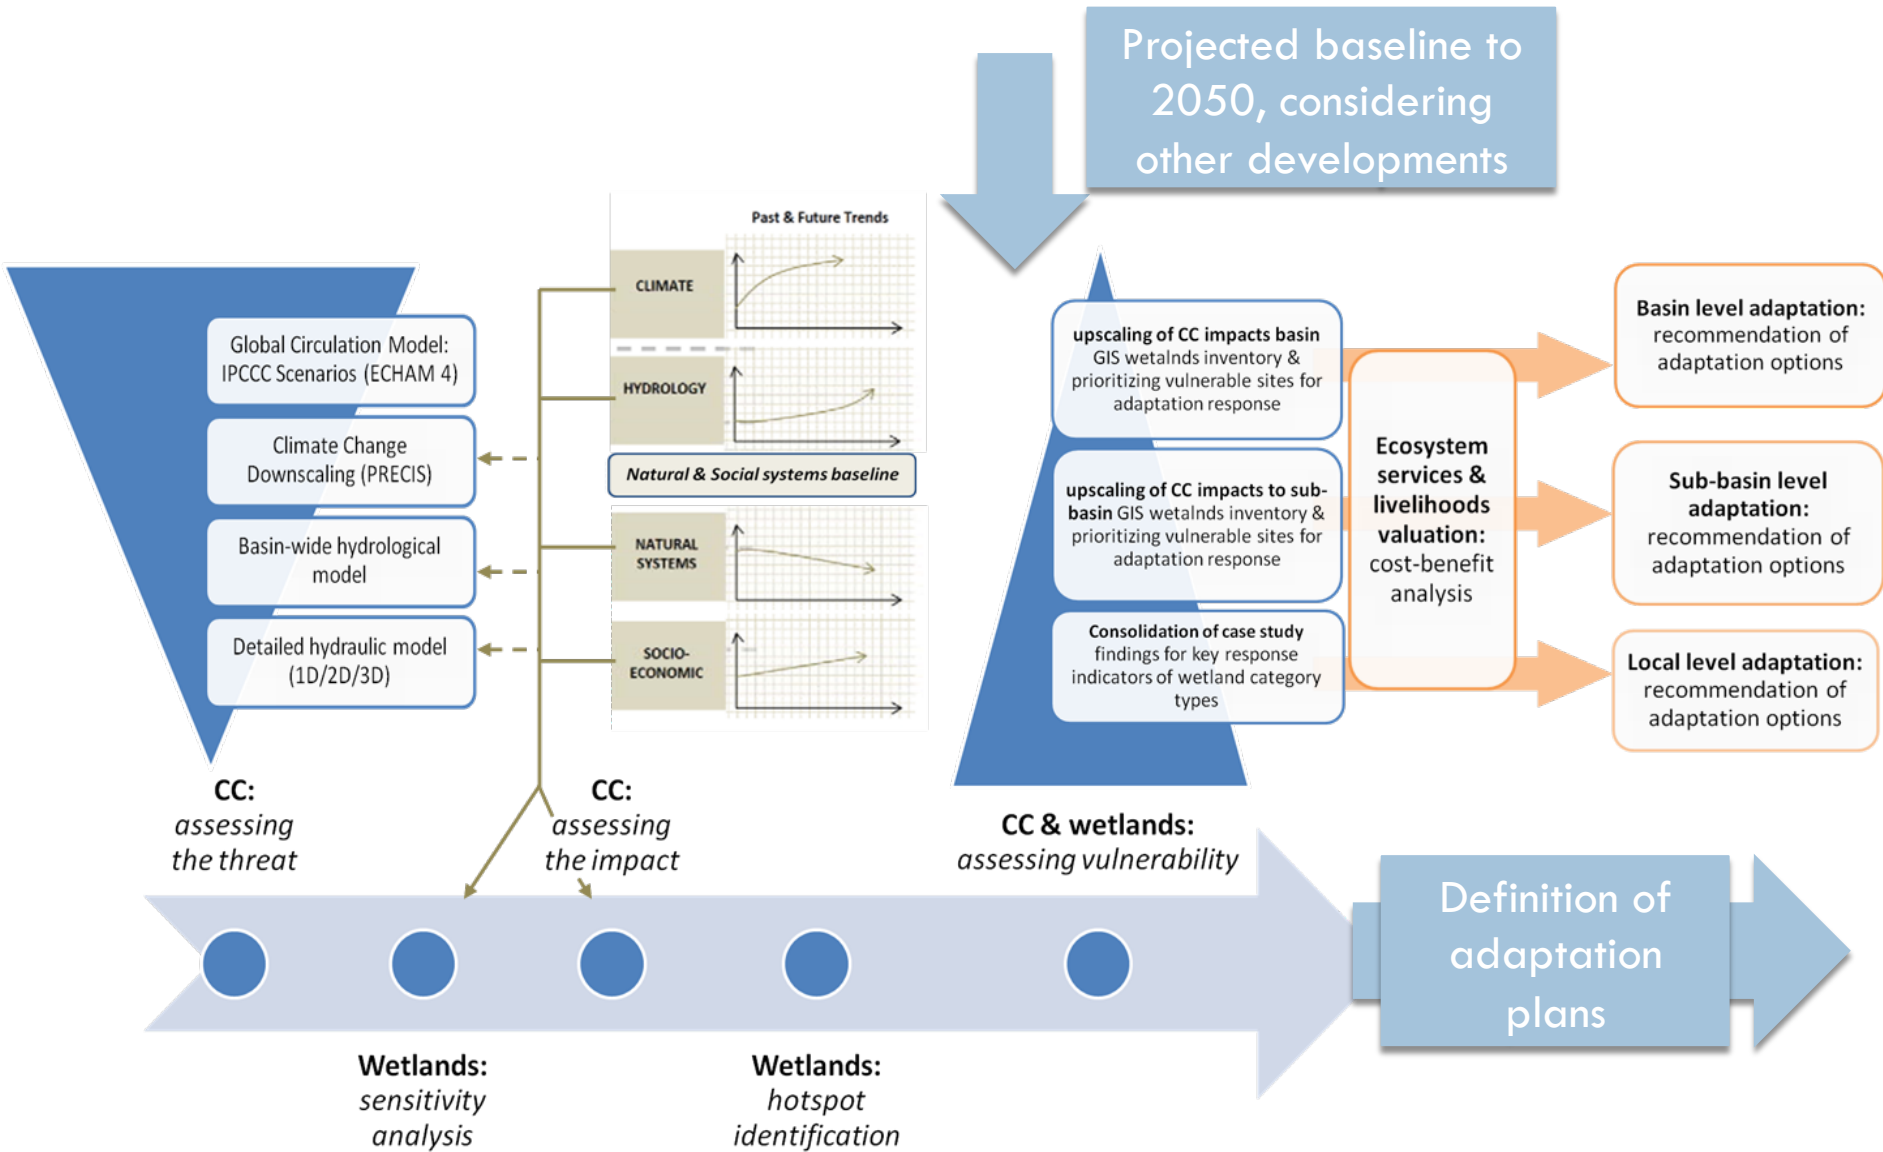 Projected baseline to
2050, considering
other developments
Past & Future Trends
CLIMATE
HYDROLOGY
Natural & Social systems baseline
NATURAL
SYSTEMS
SOCIO-
ECONOMIC
Global Circulation Model:
IPCCC Scenarios (ECHAM 4)
Climate Change
Downscaling (PRECIS)
Basin-wide hydrological
model
Detailed hydraulic model
(1D/2D/3D)
upscaling of CC impacts basin
GIS wetalnds inventory &
prioritizing vulnerable sites for
adaptation response
upscaling of CC impacts to sub-
basin GIS wetalnds inventory &
prioritizing vulnerable sites for
adaptation response
Consolidation of case study
findings for key response
indicators of wetland category
types
Ecosystem
services &
livelihoods
valuation:
cost-benefit
analysis
Basin level adaptation:
recommendation of
adaptation options
Sub-basin level
adaptation:
recommendation of
adaptation options
Local level adaptation:
recommendation of
adaptation options
CC:
assessing
the threat
CC:
assessing
the impact
CC & wetlands:
assessing vulnerability
Definition of
adaptation
plans
Wetlands:
sensitivity
analysis
Wetlands:
hotspot
identification